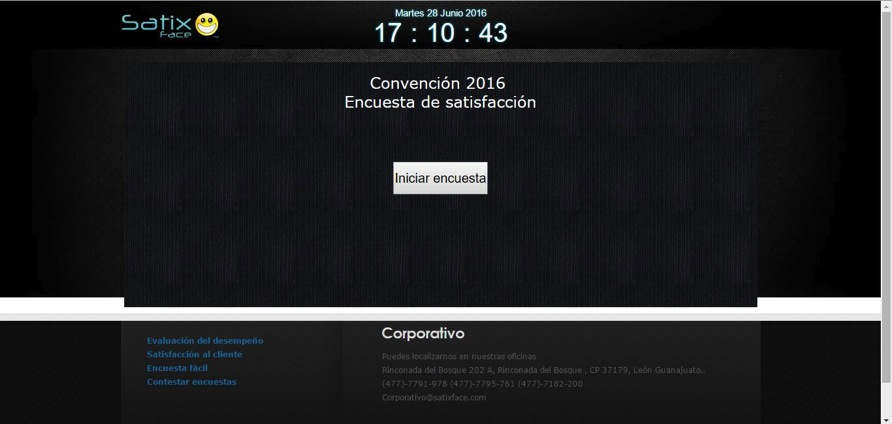 Satix
Face
Martes 28 Junio 2016
17 : 10 : 43
Convención 2016
Encuesta de satisfacción
Iniciar encuesta
Evaluación del desempeño
Satisfacción al cliente
Encuesta fácil
Contestar encuestas
Corporativo
Puedes localizarnos en nuestras oficinas
Rinconada del Bosque 202 A, Rinconada del Bosque , CP 37179, León Guanajuato..
(477)-7791-978 (477)-7795-761 (477)-7182-200
Corporativo@satixface.com